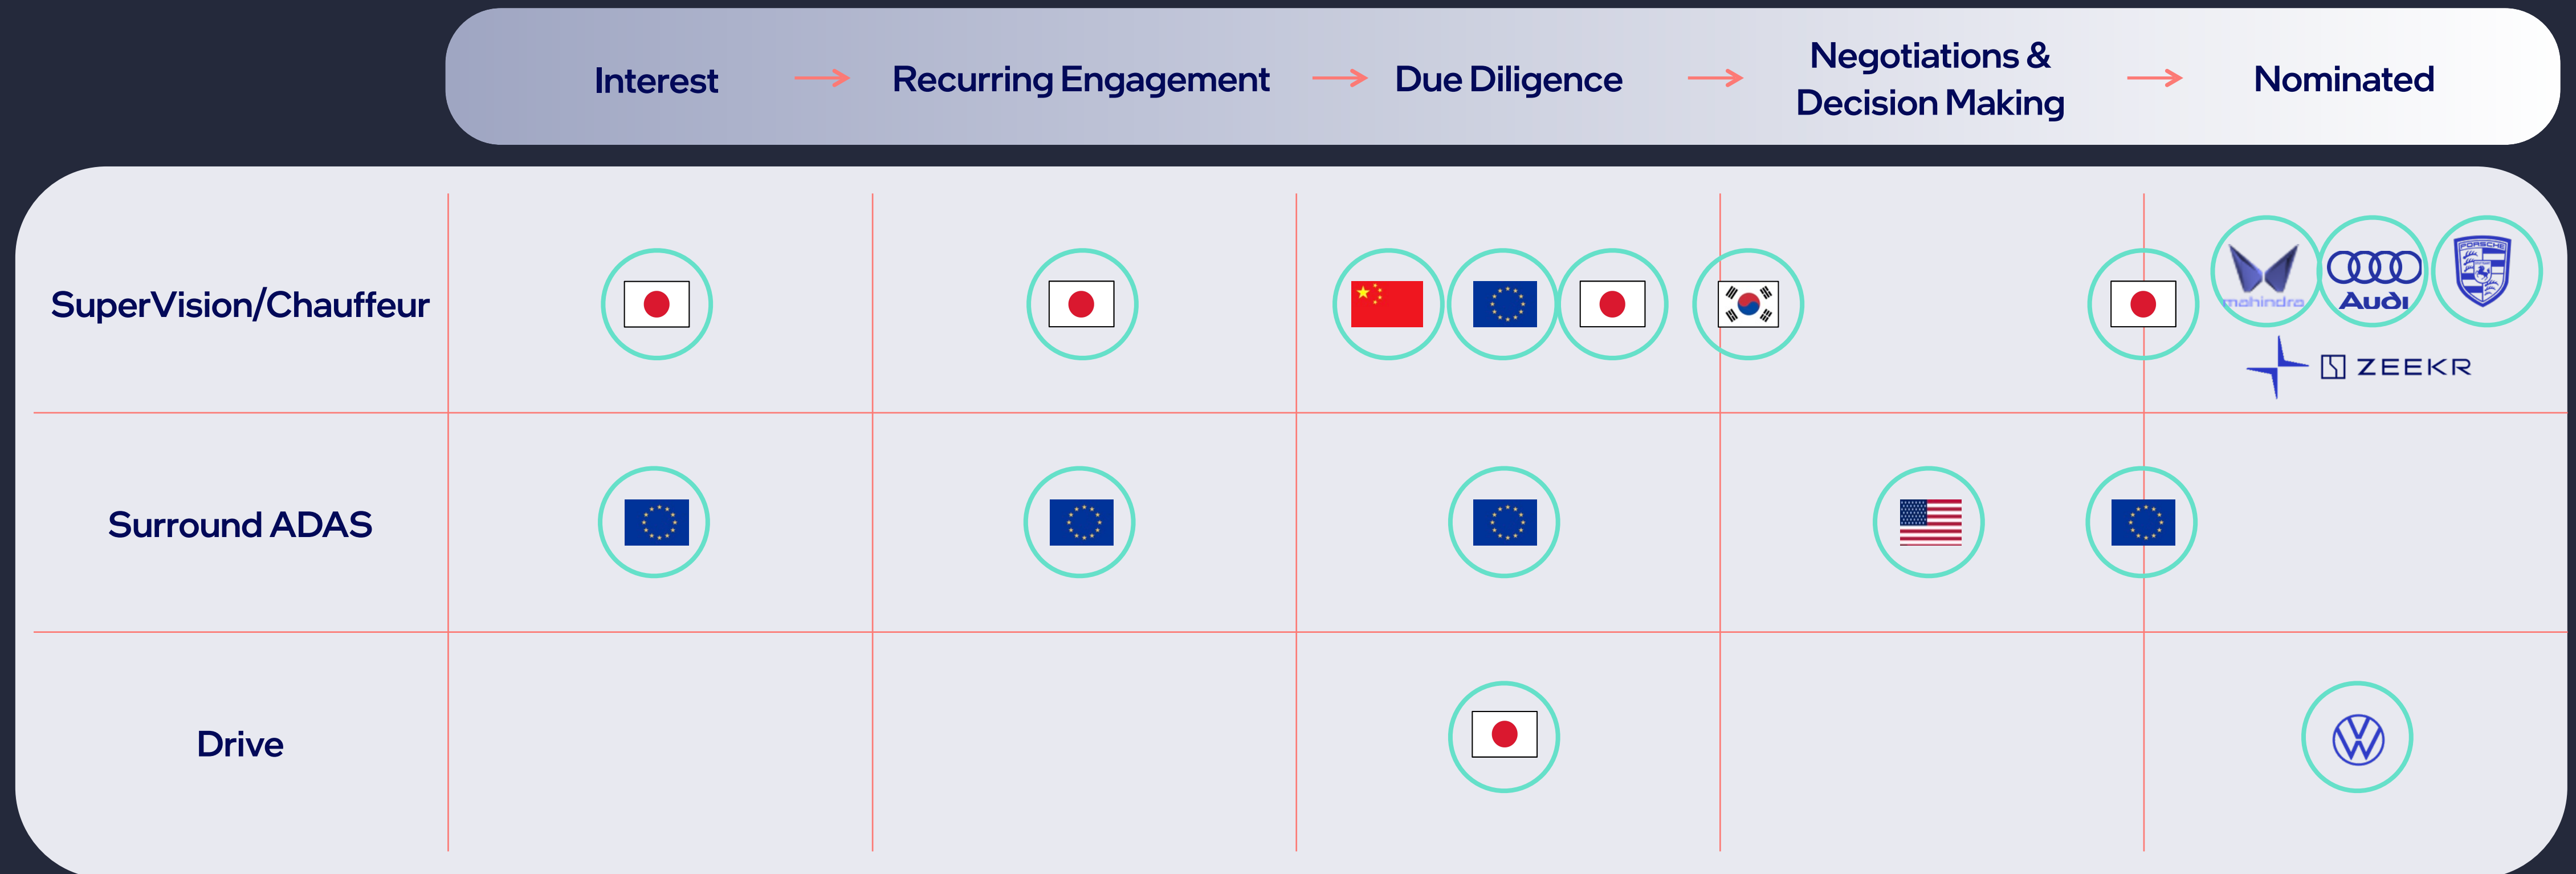 Interest
Recurring Engagement
Due Diligence
Negotiations &
Decision Making
Nominated
SuperVision/Chauffeur
mahindra
Audi
PORSCHE
ZEEKR
Surround ADAS
Drive